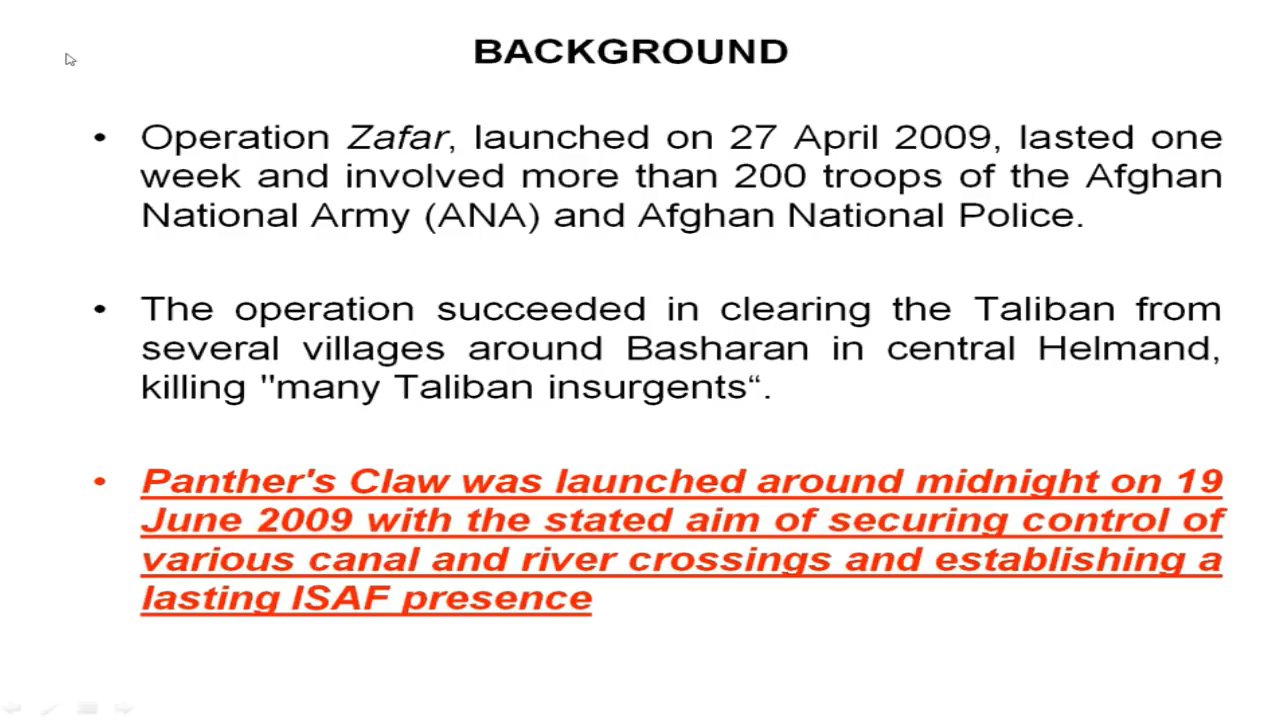 BACKGROUND
• Operation Zafar, launched on 27 April 2009, lasted one
week and involved more than 200 troops of the Afghan
National Army (ANA) and Afghan National Police.
• The operation succeeded in clearing the Taliban from
several villages around Basharan in central Helmand,
killing "many Taliban insurgents“.
• Panther's Claw was launched around midnight on 19
June 2009 with the stated aim of securing control of
various canal and river crossings and establishing a
lasting ISAF presence